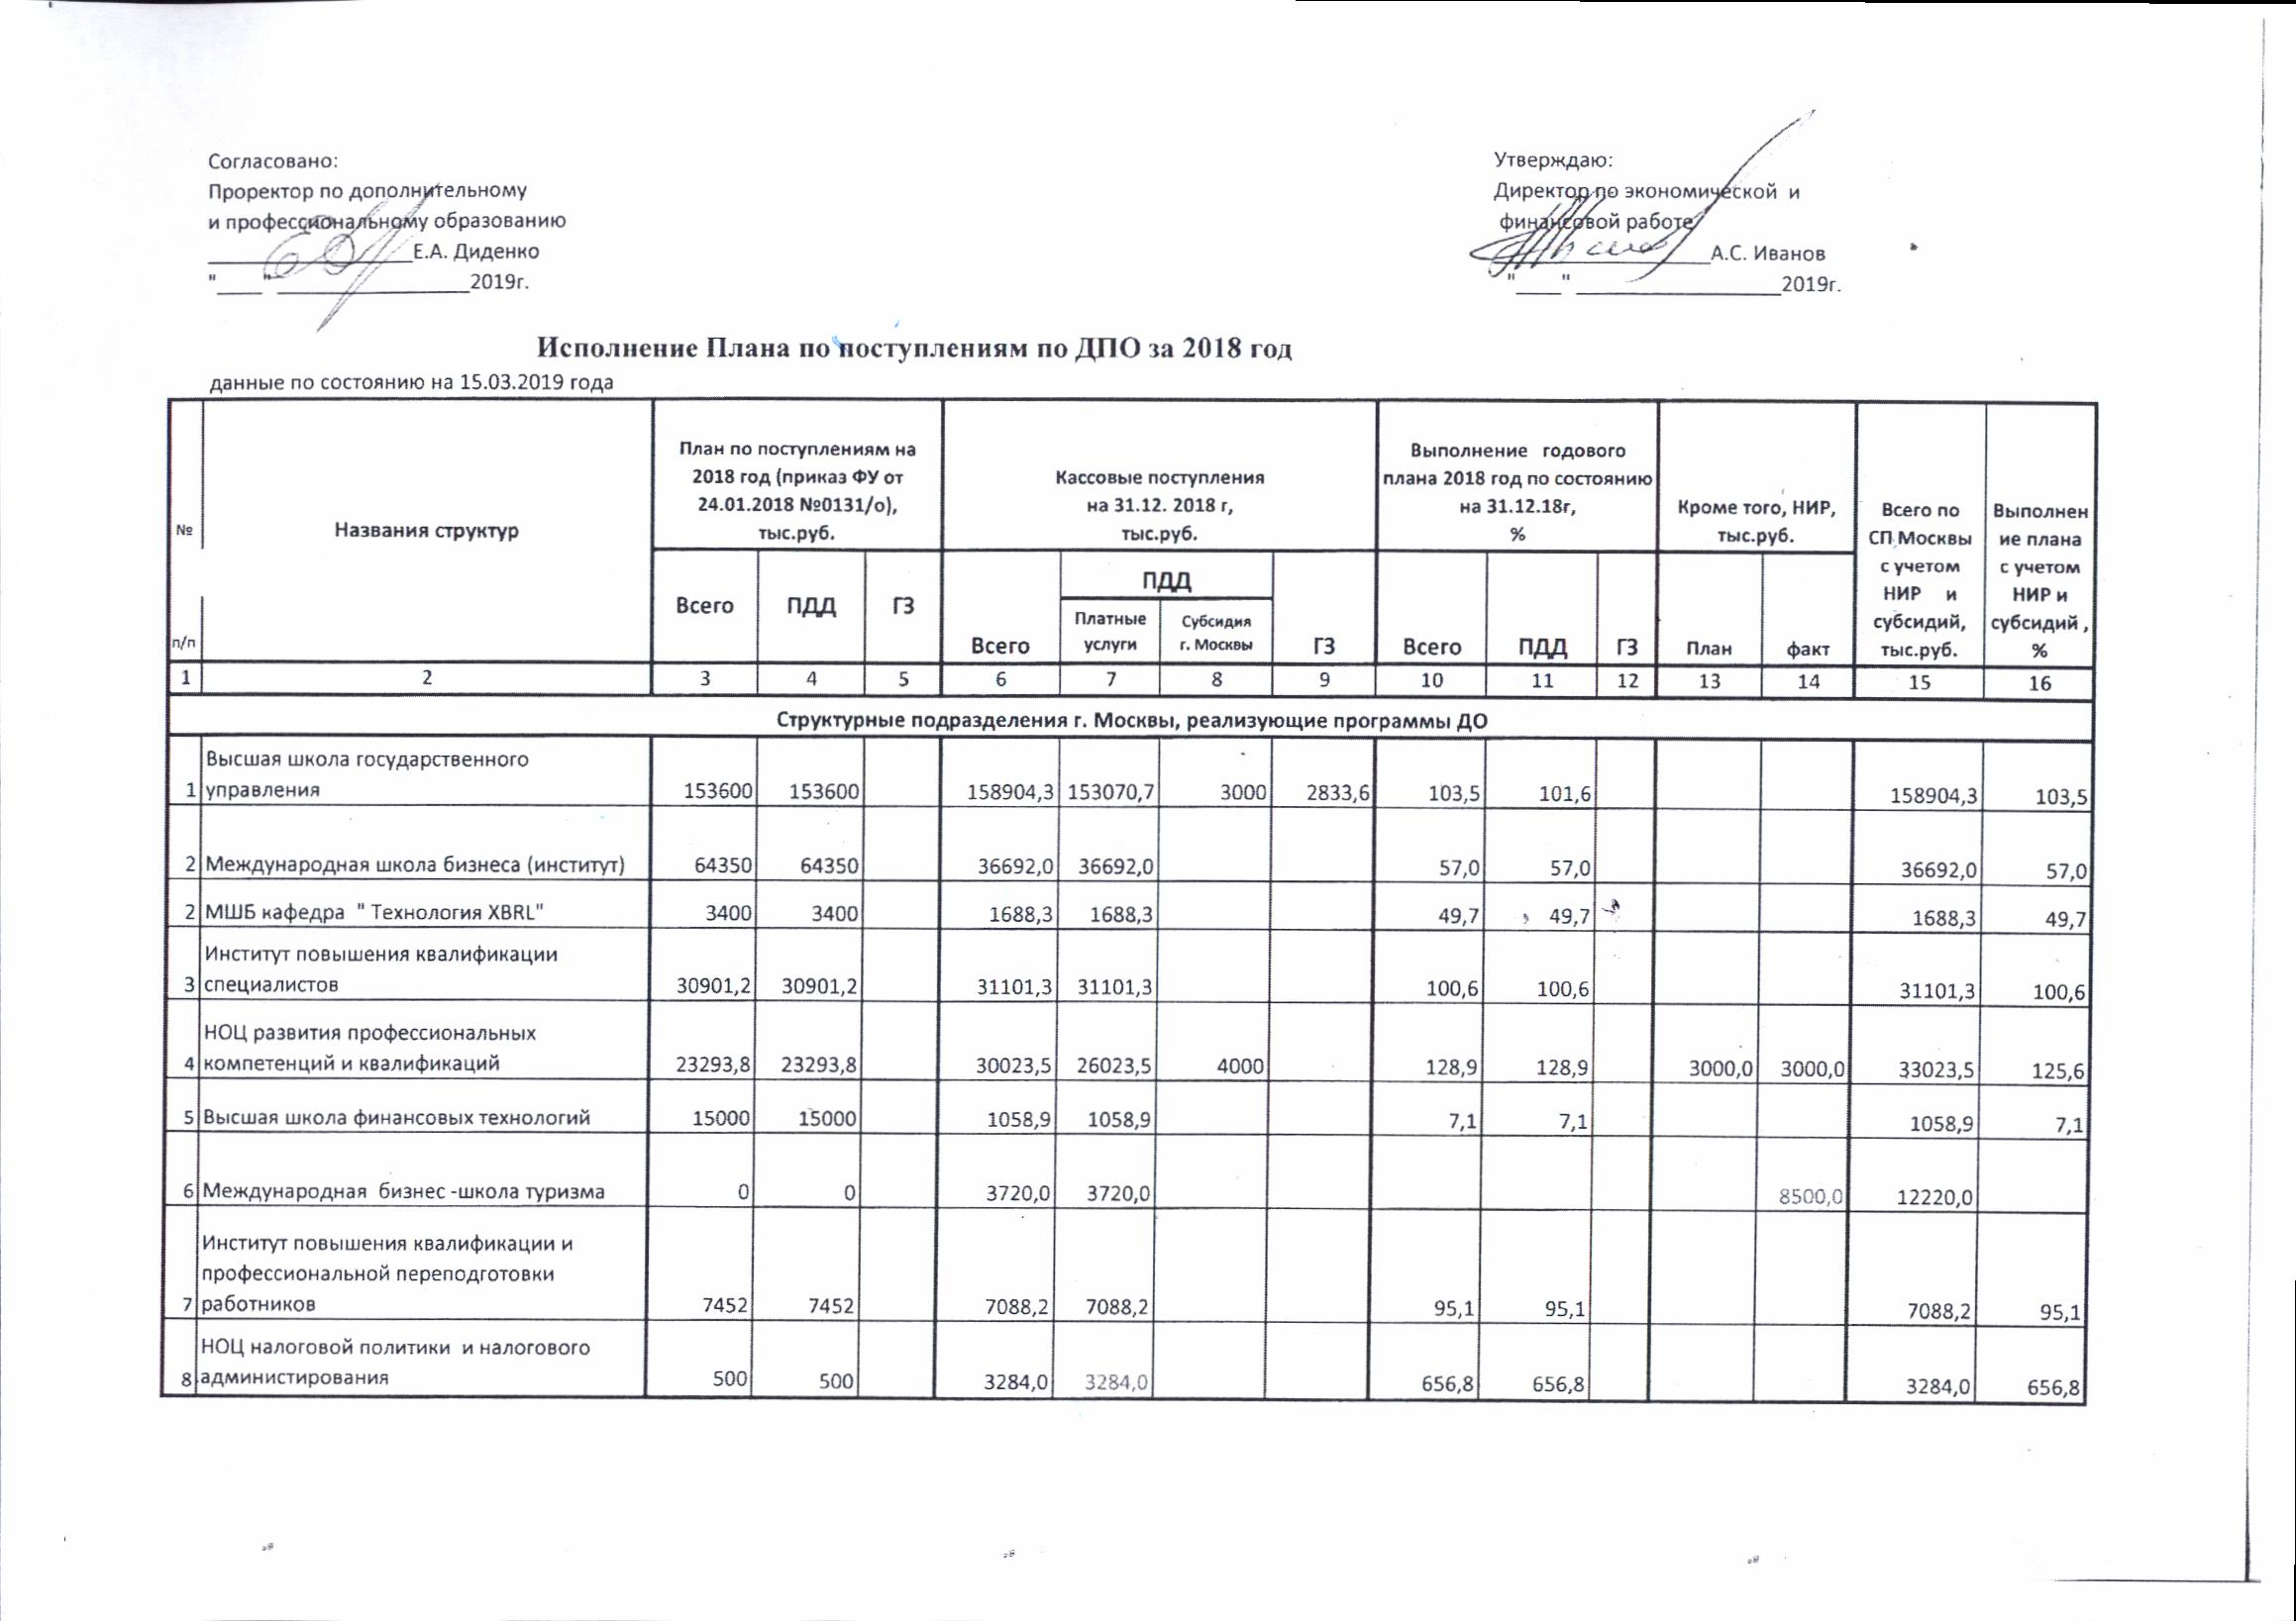 Согласовано:
Проректор по дополнительному
и профессиональному образованию
Е.А. Диденко
"____" ________________2019г.
Утверждаю:
Директор по экономической и
финансовой работе
А.С. Иванов
"____" _________________2019г.
Исполнение Плана по поступлениям по ДПО за 2018 год
данные по состоянию на 15.03.2019 года
№
п/п
Названия структур
План по поступлениям на
2018 год (приказ ФУ от
24.01.2018 №0131/о),
тыс.руб.
Кассовые поступления
на 31.12. 2018 г,
тыс.руб.
Выполнение годового
плана 2018 год по состоянию
на 31.12.18г,
%
Кроме того, НИР,
тыс.руб.
Всего по
СП Москвы
с учетом
НИР и
субсидий,
тыс.руб.
Выполнен
ие плана
с учетом
НИР и
субсидий ,
%
Всего ПДД ГЗ
Всего
ПДД
Платные
услуги
Субсидия
г. Москвы
ГЗ
Всего ПДД ГЗ
План факт
1 2 3 4 5 6 7 8 9 10 11 12 13 14 15 16
Структурные подразделения г. Москвы, реализующие программы ДО
Высшая школа государственного
1 управления 153600 153600 158904,3 153070,7 3000 2833,6 103,5 101,6 158904,3 103,5
2 Международная школа бизнеса (институт) 64350 64350 36692,0 36692,0 57,0 57,0 36692,0 57,0
2 МШБ кафедра " Технология XBRL" 3400 3400 1688,3 1688,3 49,7 49,7 1688,3 49,7
Институт повышения квалификации
3 специалистов 30901,2 30901,2 31101,3 31101,3 100,6 100,6 31101,3 100,6
НОЦ развития профессиональных
4 компетенций и квалификаций 23293,8 23293,8 30023,5 26023,5 4000 128,9 128,9 3000,0 3000,0 33023,5 125,6
5 Высшая школа финансовых технологий 15000 15000 1058,9 1058,9 7,1 7,1 1058,9 7,1
6 Международная бизнес -школа туризма 0 0 3720,0 3720,0 8500,0 12220,0
Институт повышения квалификации и
профессиональной переподготовки
7 работников 7452 7452 7088,2 7088,2 95,1 95,1 7088,2 95,1
НОЦ налоговой политики и налогового
8 администирования 500 500 3284,0 3284,0 656,8 656,8 3284,0 656,8